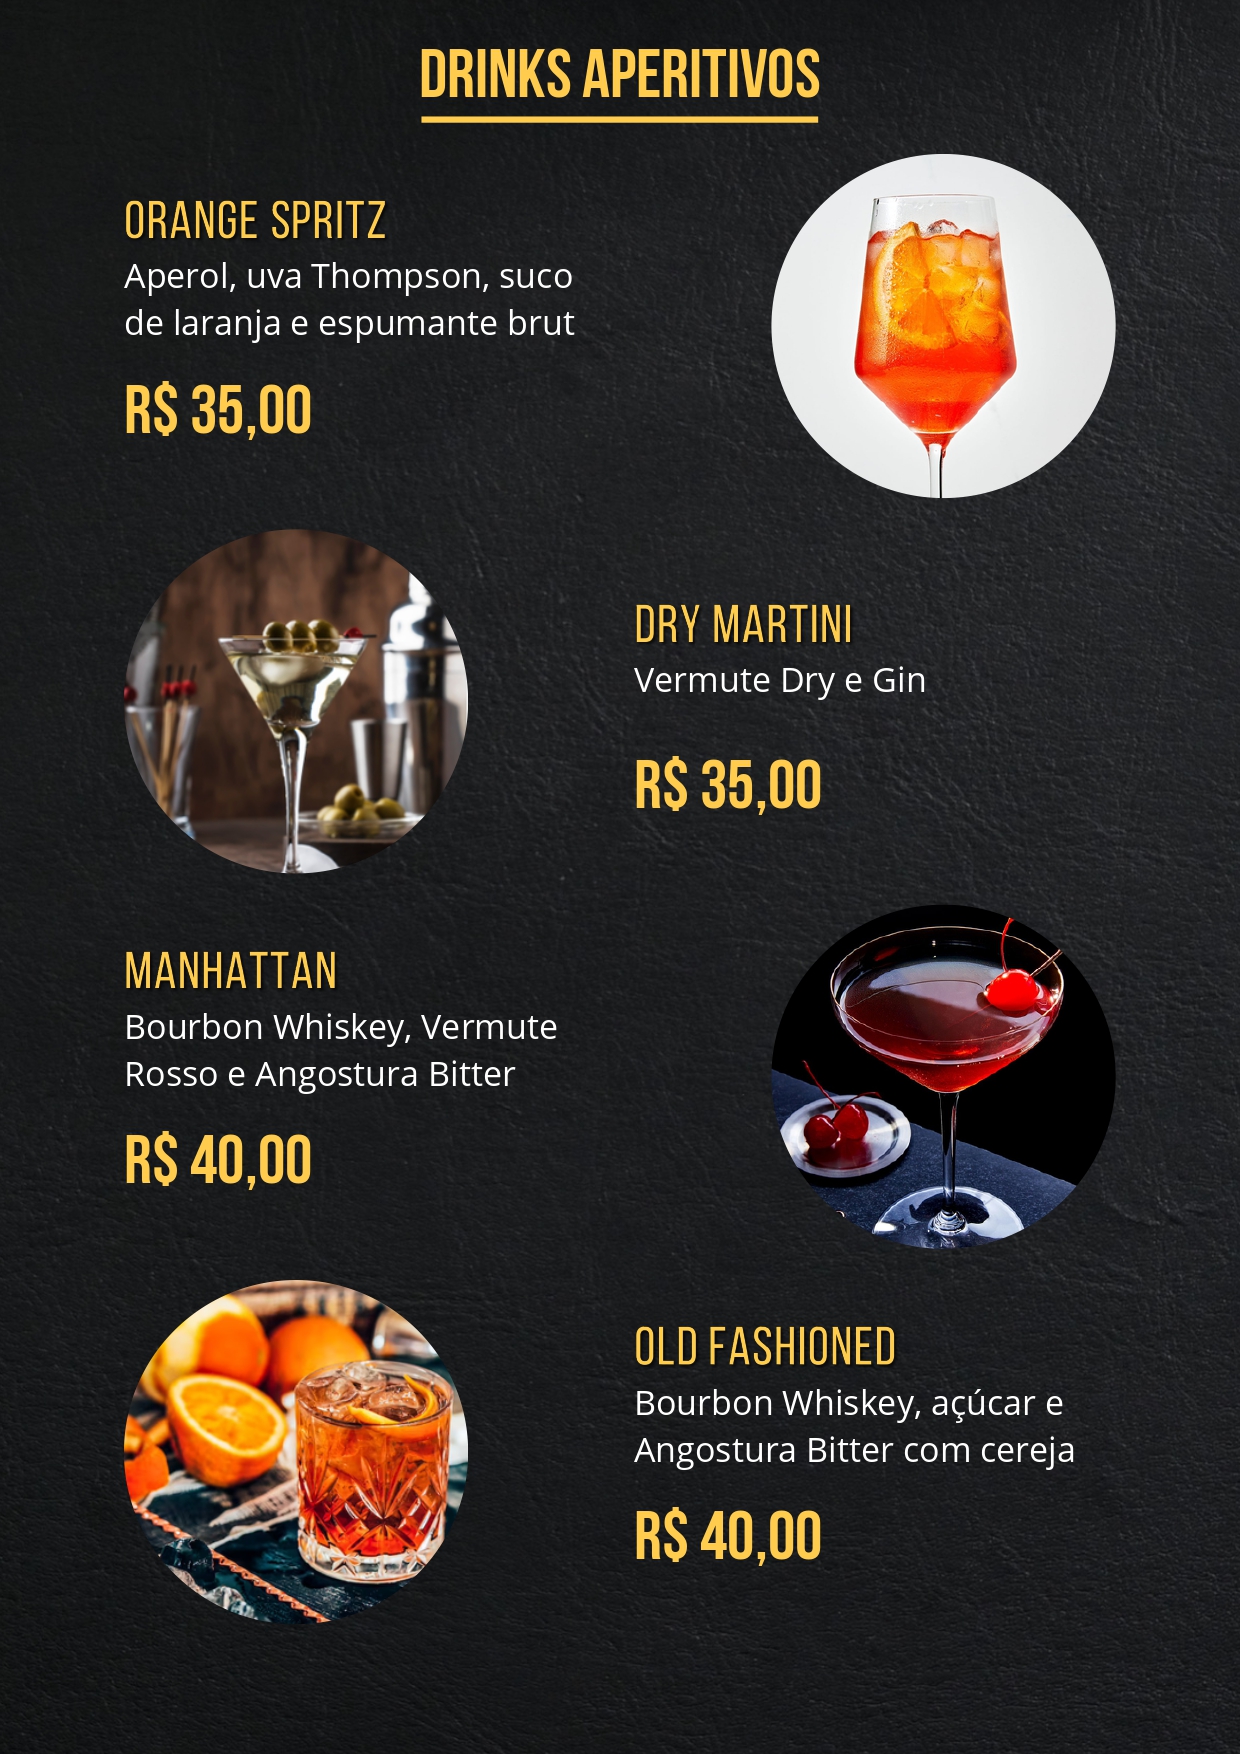 DRINKS APERITIVOS
ORANGE SPRITZ
Aperol, uva Thompson, suco
de laranja e espumante brut
R$ 35,00
DRY MARTINI
Vermute Dry e Gin
R$ 35,00
MANHATTAN
Bourbon Whiskey, Vermute
Rosso e Angostura Bitter
R$ 40,00
OLD FASHIONED
Bourbon Whiskey, açúcar e
Angostura Bitter com cereja
R$ 40,00